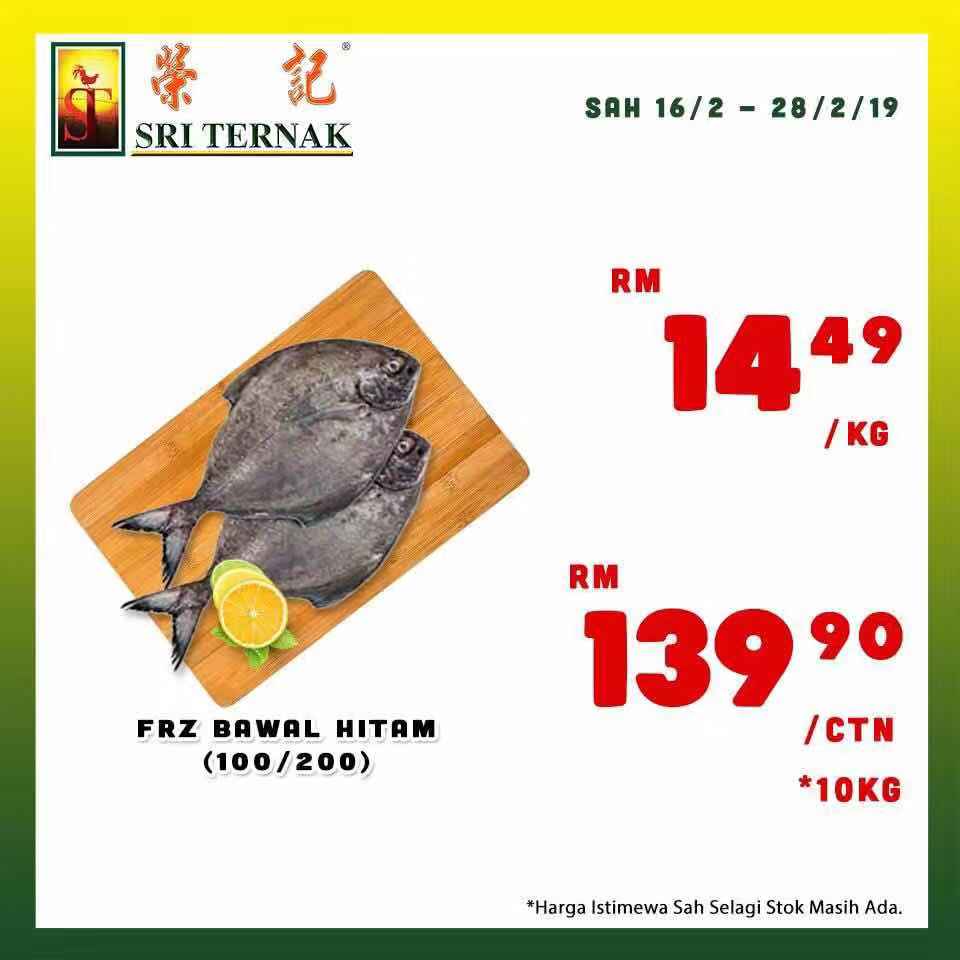 榮記®
SRI TERNAK
ST
SAH 16/2 - 28/2/19
RM
14 49
/KG
RM
139 90
/CTN
*10KG
FRZ BAWAL HITAM
(100/200)
*Harga Istimewa Sah Selagi Stok Masih Ada.